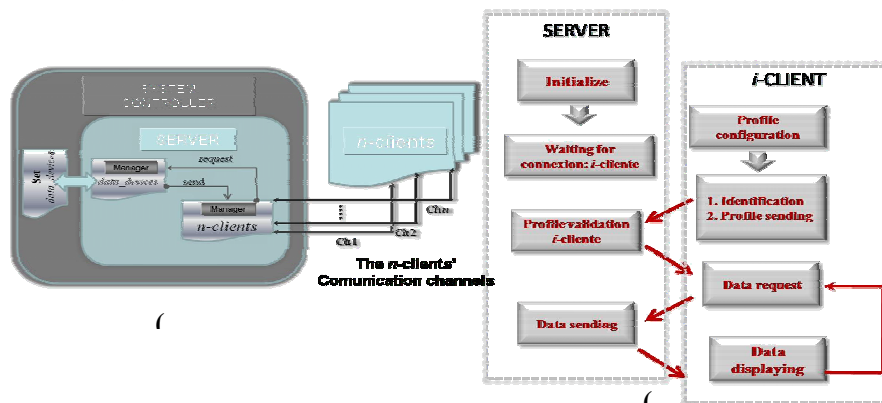 SYSTEM
CONTROLLER
SERVER
Set
data_devices
Manager
data_devices
request
send
Manager
n-clients
n-clients
Ch1
Ch2
Chn
The n-clients'
Comunication channels
(
SERVER
Initialize
Waiting for
connexion: i-cliente
Profile validation
i-cliente
Data sending
(
i-CLIENT
Profile
configuration
1. Identification
2. Profile sending
Data request
Data
displaying